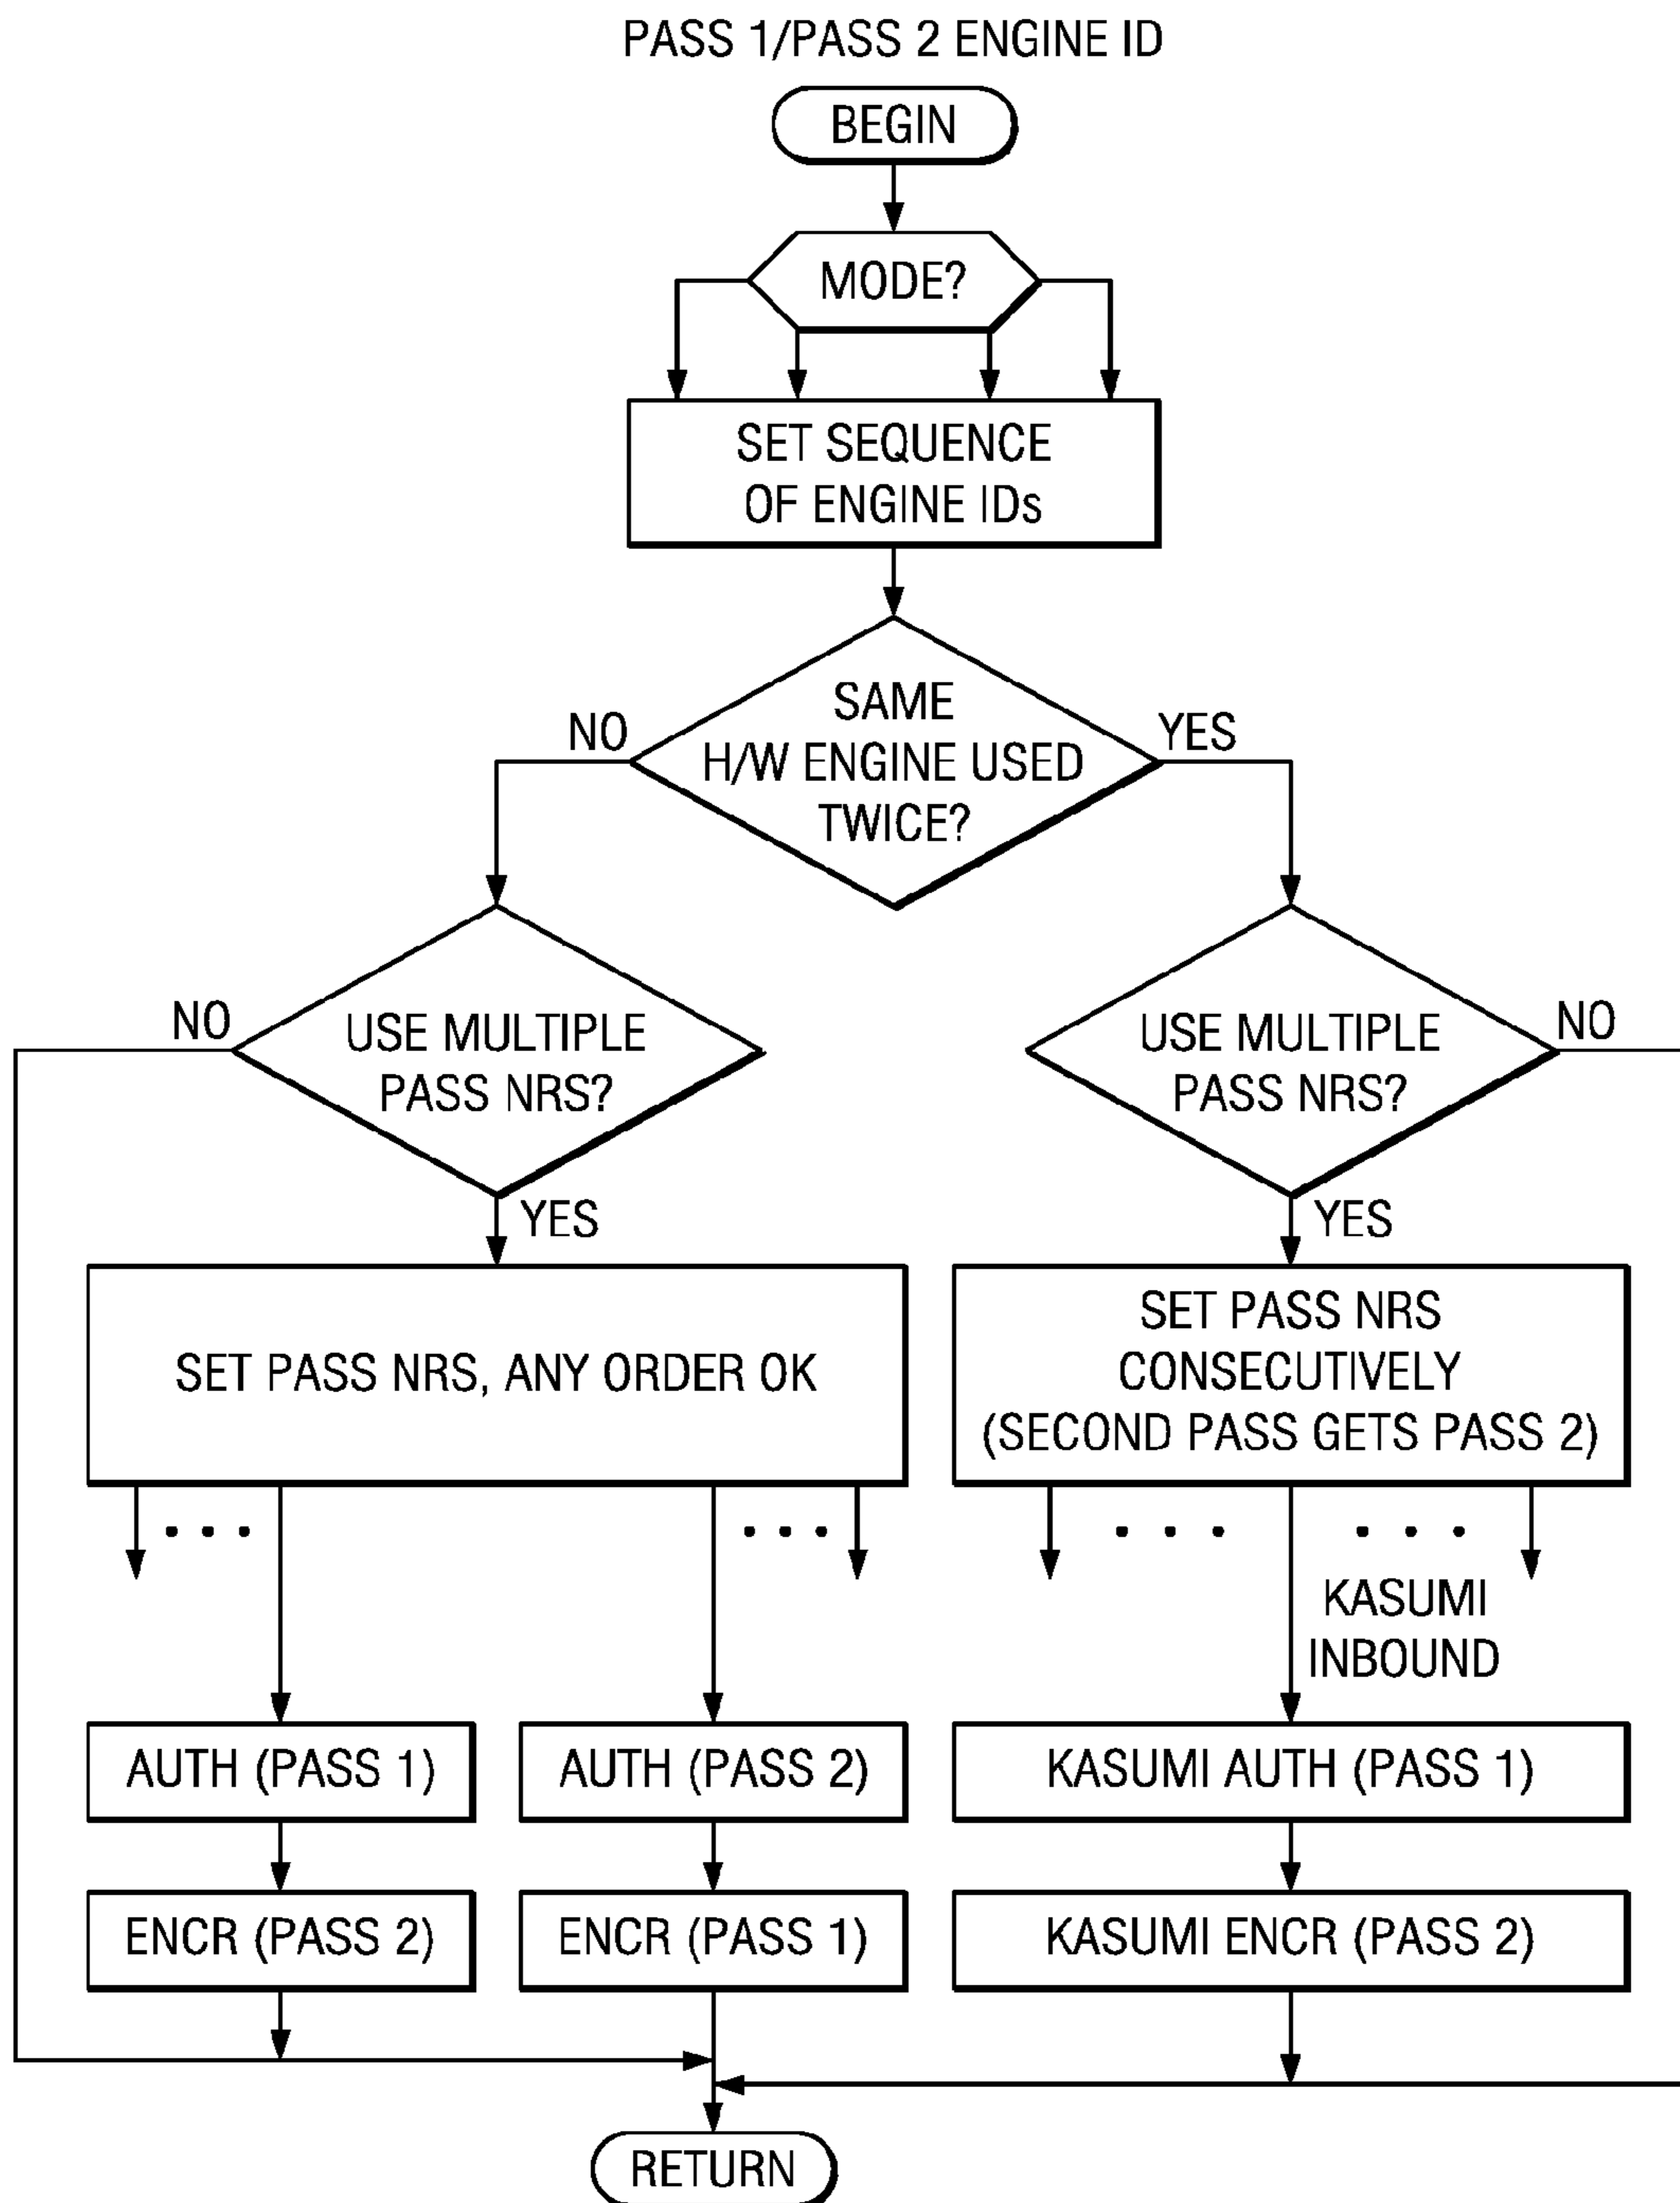 PASS 1/PASS 2 ENGINE ID
BEGIN
MODE?
SET SEQUENCE
OF ENGINE IDs
SAME
H/W ENGINE USED
TWICE?
NO
YES
NO
USE MULTIPLE
PASS NRS?
YES
USE MULTIPLE
PASS NRS?
NO
YES
SET PASS NRS, ANY ORDER OK
SET PASS NRS
CONSECUTIVELY
(SECOND PASS GETS PASS 2)
KASUMI
INBOUND
AUTH (PASS 1)
AUTH (PASS 2)
KASUMI AUTH (PASS 1)
ENCR (PASS 2)
ENCR (PASS 1)
KASUMI ENCR (PASS 2)
RETURN